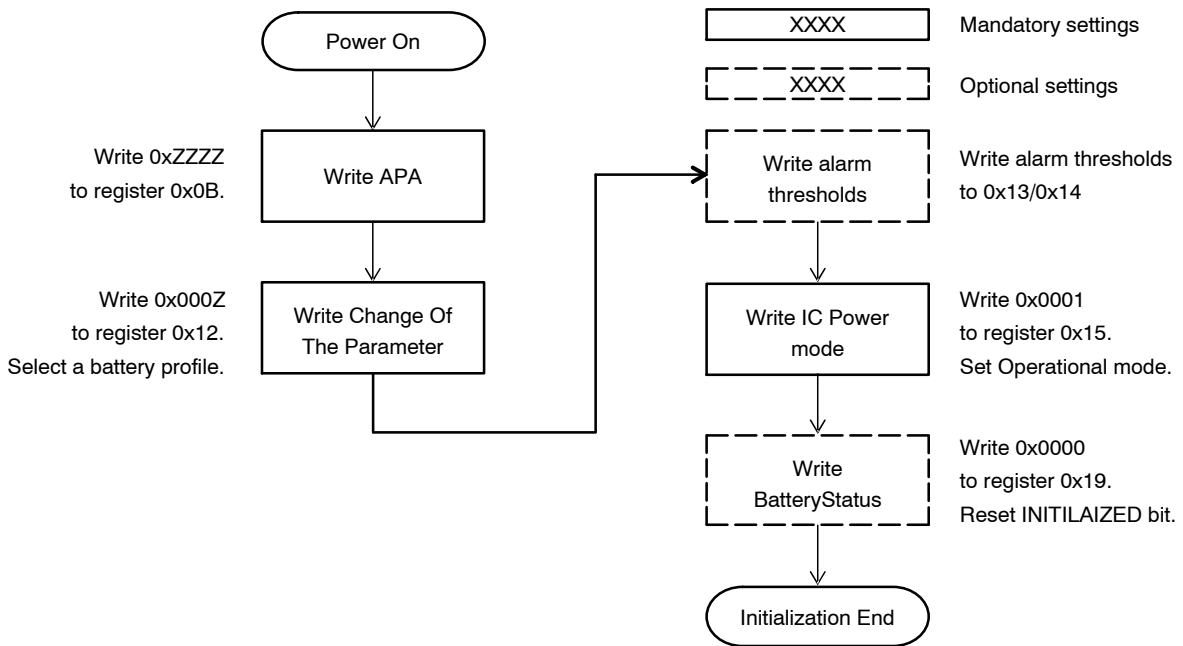 Power On
Write 0xZZZZ
to register 0x0B.
Write APA
Write 0x000Z
to register 0x12.
Select a battery profile.
Write Change Of
The Parameter
XXXX
Mandatory settings
XXXX
Optional settings
Write alarm
thresholds
Write alarm thresholds
to 0x13/0x14
Write IC Power
mode
Write 0x0001
to register 0x15.
Set Operational mode.
Write
BatteryStatus
Write 0x0000
to register 0x19.
Reset INITILAIZED bit.
Initialization End